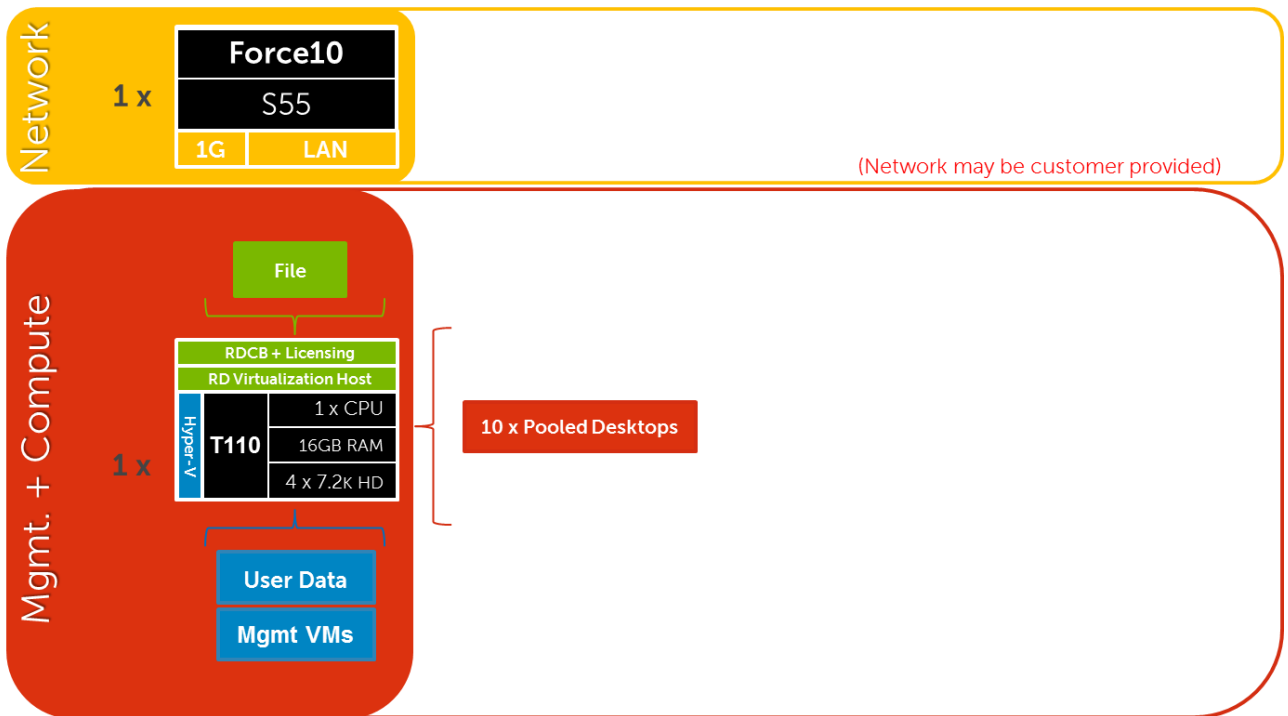 Network
1 x
Force10
S55
1G LAN
(Network may be customer provided)
Mgmt. + Compute
File
RDCB + Licensing
RD Virtualization Host
1 x
Hyper-V
T110
1 x CPU
16GB RAM
4 x 7.2K HD
10 x Pooled Desktops
User Data
Mgmt VMs